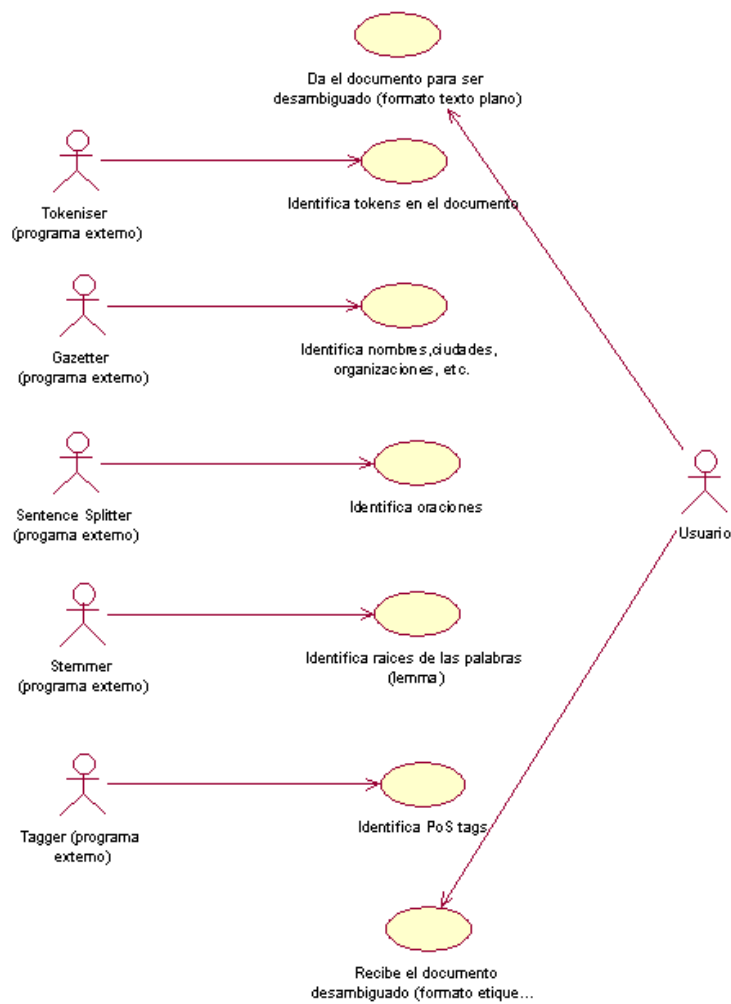 Da el documento para ser
desambiguado (formato texto plano)
Tokeniser
(programa externo)
Identifica tokens en el documento
Gazetter
(programa externo)
Identifica nombres,ciudades,
organizaciones, etc.
Sentence Splitter
(progama externo)
Identifica oraciones
Usuario
Stemmer
(programa externo)
Identifica raices de las palabras
(lemma)
Tagger (programa
externo)
Identifica PoS tags
Recibe el documento
desambiguado (formato etique...